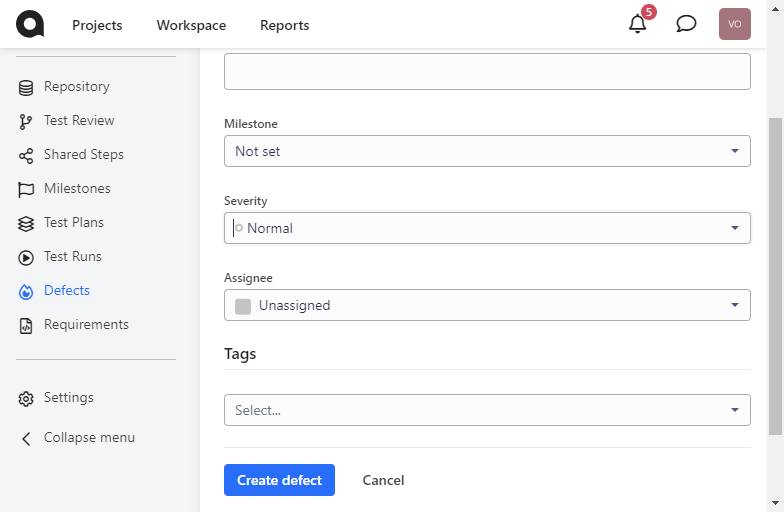 Projects
Workspace
Reports
5
VO
Repository
Test Review
Shared Steps
Milestones
Test Plans
Test Runs
Defects
Requirements
Settings
Collapse menu
Milestone
Not set
Severity
Normal
Assignee
Unassigned
Tags
Select...
Create defect
Cancel